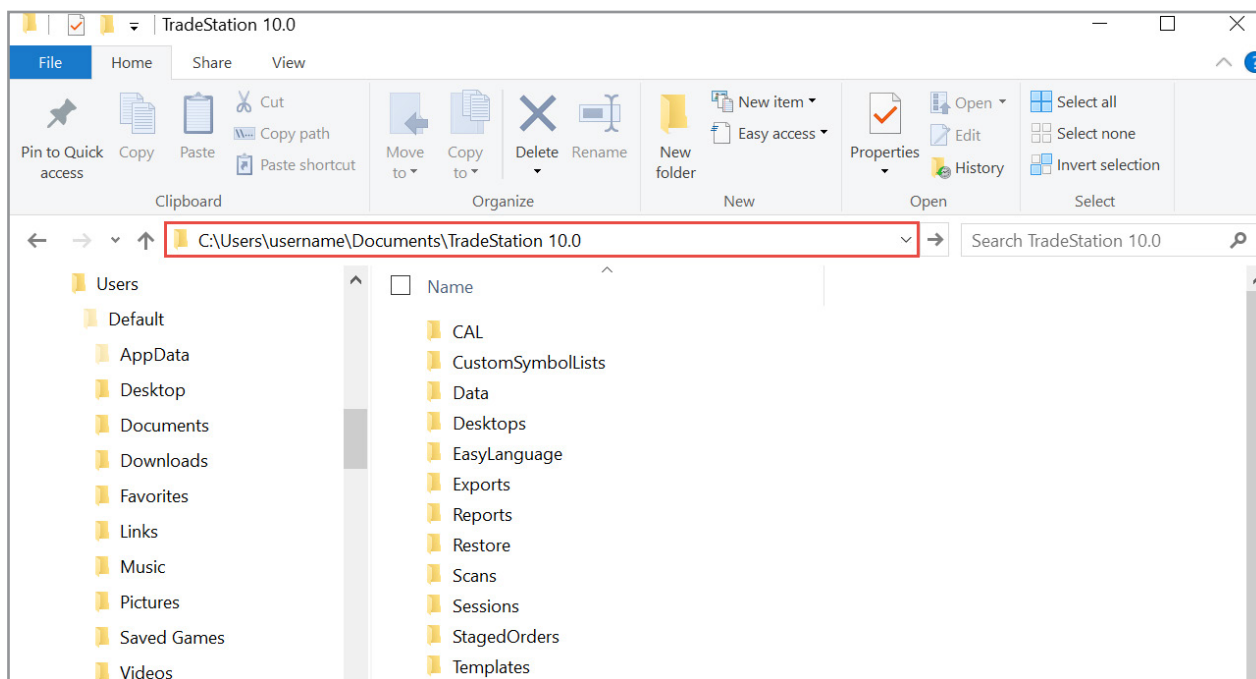 TradeStation 10.0
File Home Share View
Pin to Quick access
Copy
Paste
Cut
Copy path
Paste shortcut
Clipboard
Move to
Copy to
Delete
Rename
Organize
New folder
New item
Easy access
New
Properties
Open
Edit
History
Open
Select all
Select none
Invert selection
Select
C:\Users\username\Documents\TradeStation 10.0
Search TradeStation 10.0
Users
Default
AppData
Desktop
Documents
Downloads
Favorites
Links
Music
Pictures
Saved Games
Videos
Name
CAL
CustomSymbolLists
Data
Desktops
EasyLanguage
Exports
Reports
Restore
Scans
Sessions
StagedOrders
Templates